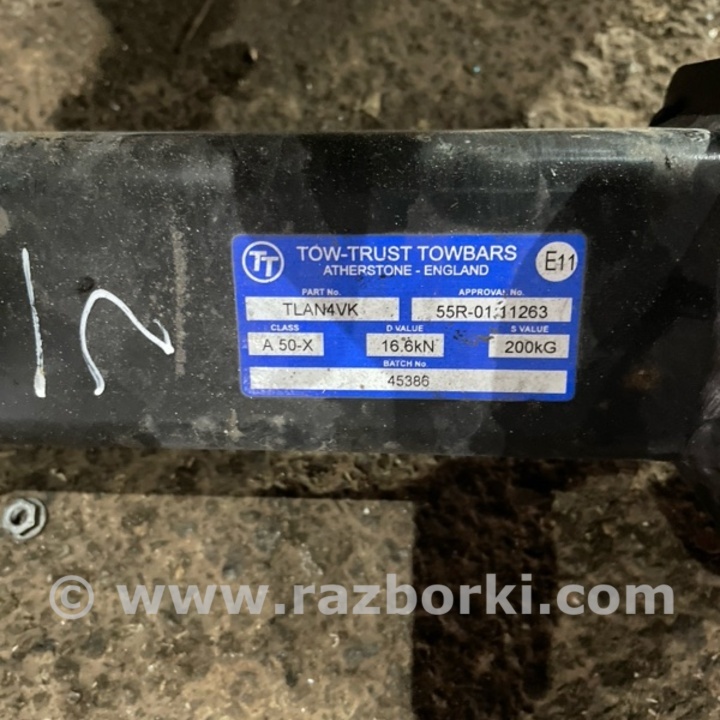 TT TOW-TRUST TOWBARS E11
ATHERSTONE - ENGLAND
PART No. APPROVAL No.
TLAN4VK 55R-01.11263
CLASS D VALUE S VALUE
A 50-X 16.6kN 200kG
BATCH No.
45386
12
© www.razborki.com